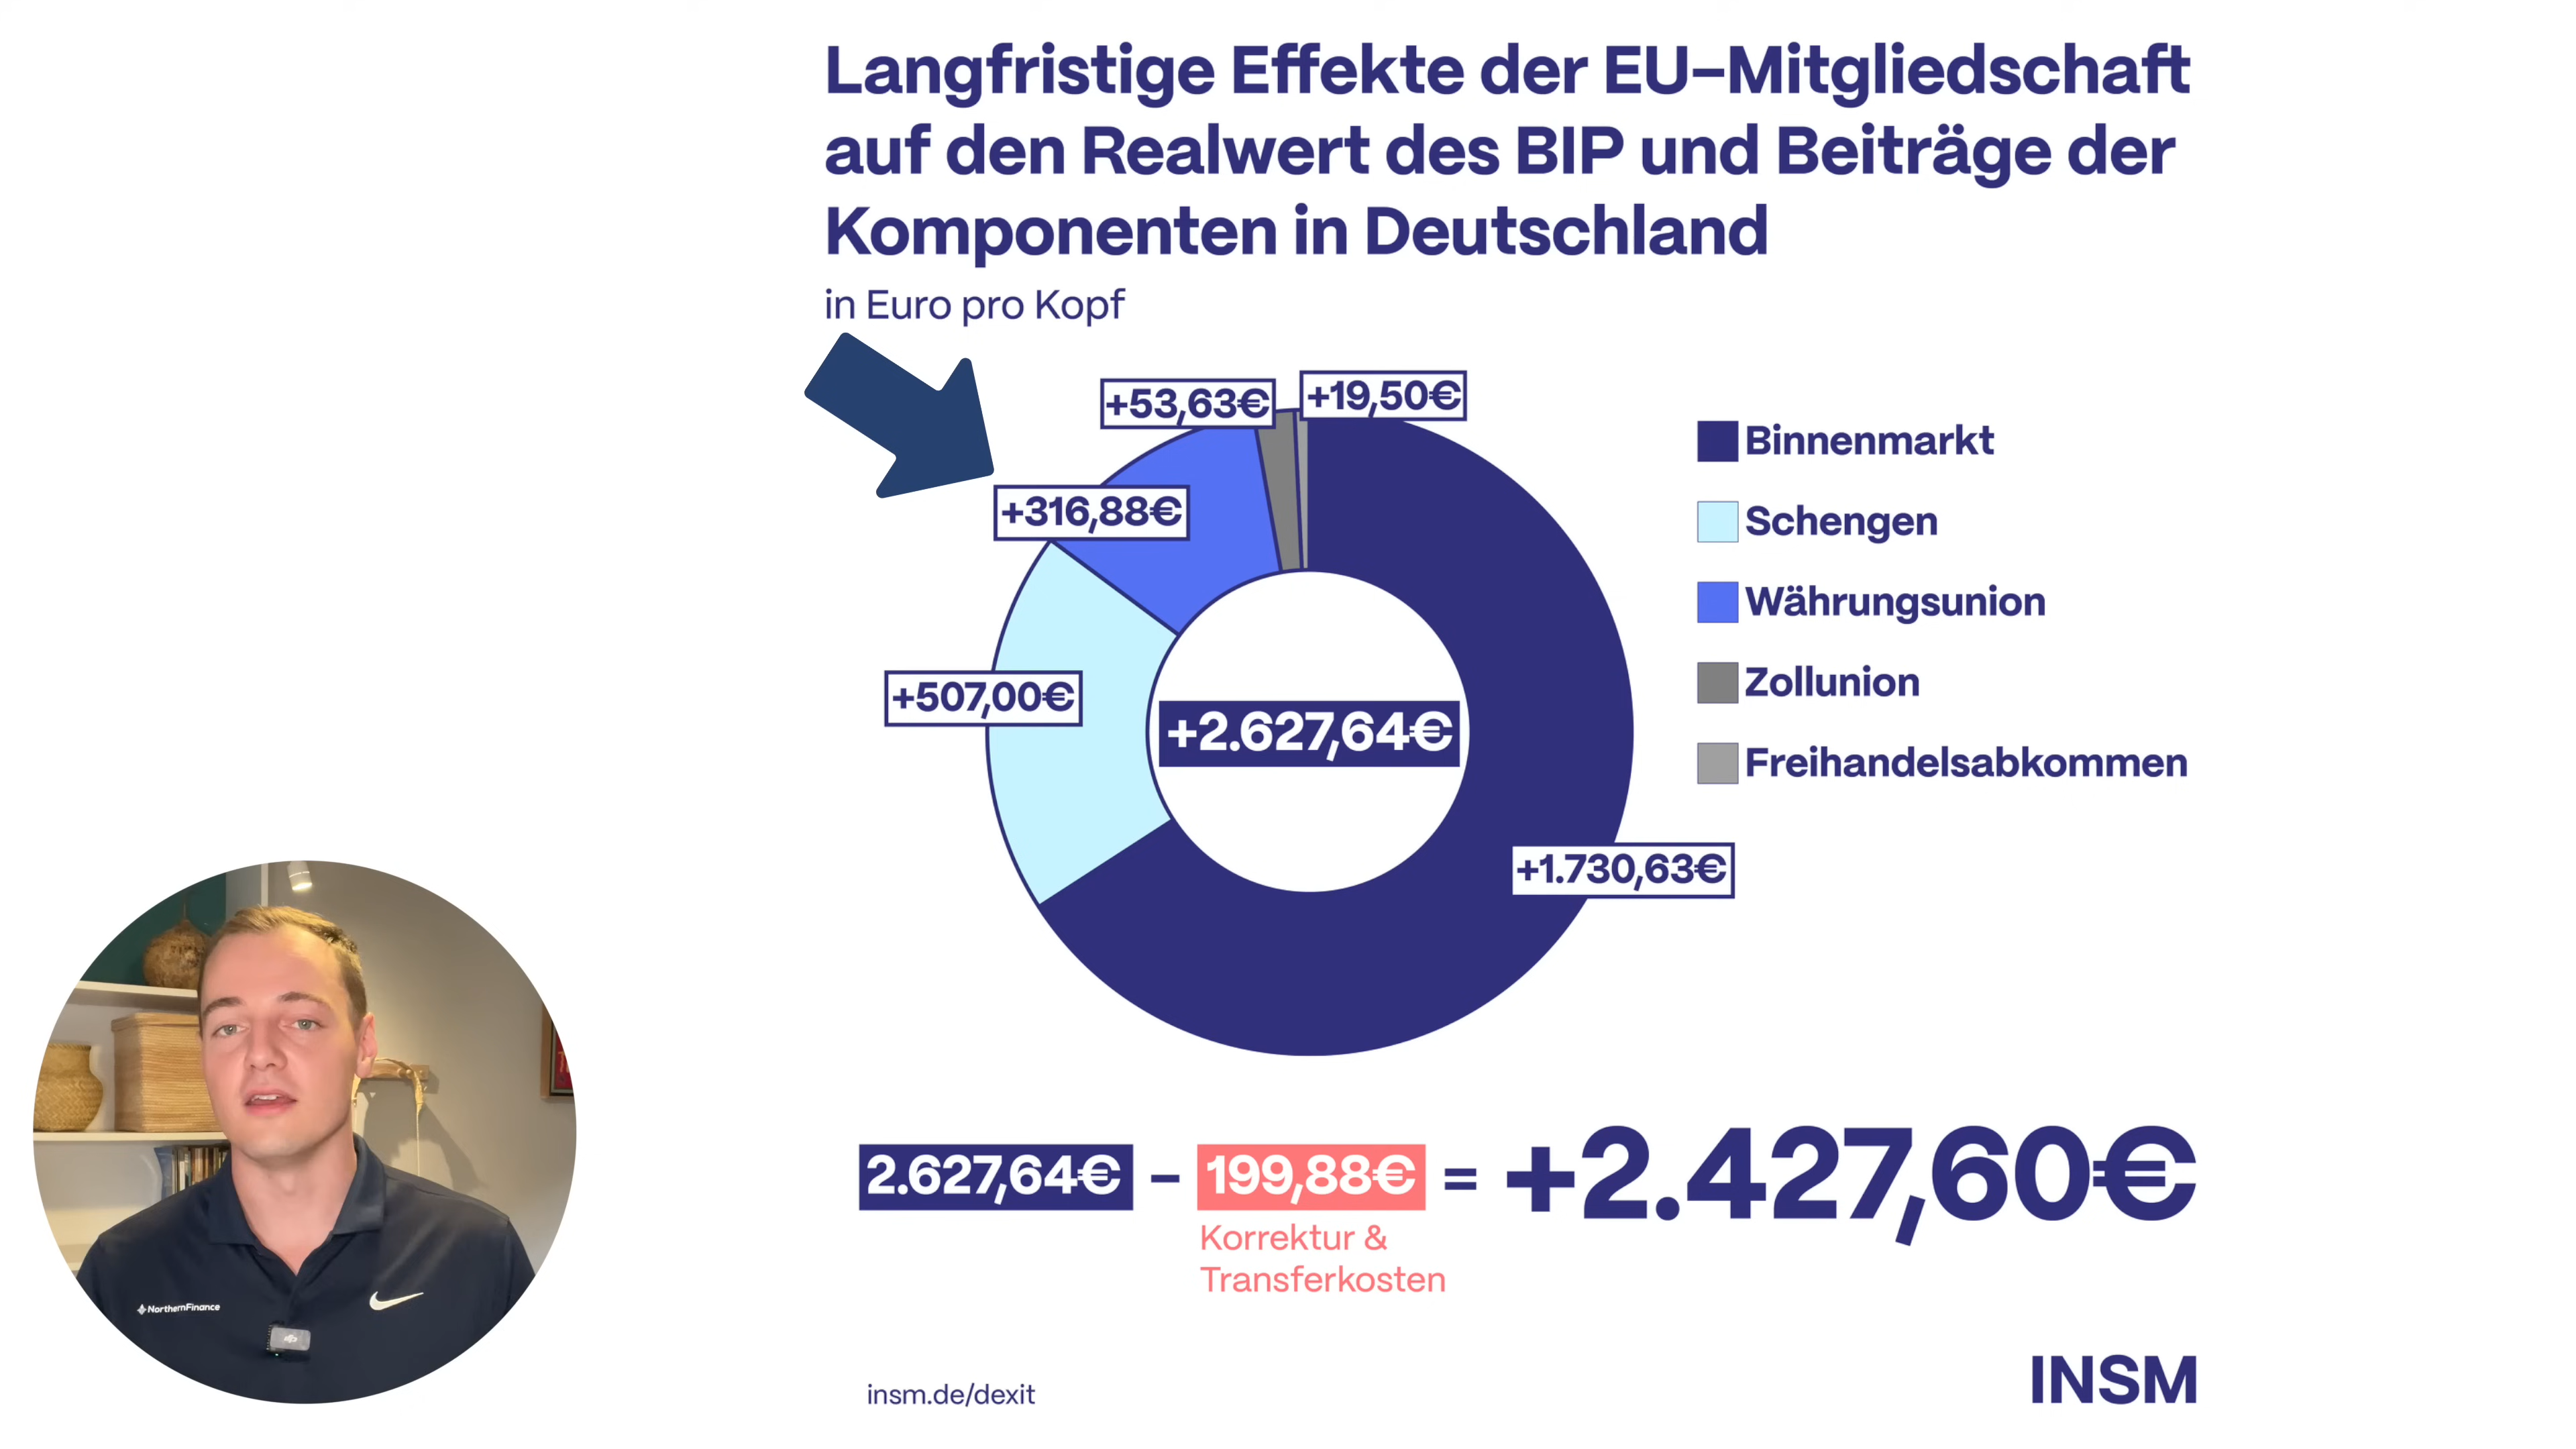 Langfristige Effekte der EU-Mitgliedschaft
auf den Realwert des BIP und Beiträge der
Komponenten in Deutschland
in Euro pro Kopf
+53,63€
+19,50€
+316,88€
+507,00€
+2.627,64€
+1.730,63€
Binnenmarkt
Schengen
Währungsunion
Zollunion
Freihandelsabkommen
2.627,64€ - 199,88€ = +2.427,60€
Korrektur &
Transferkosten
NorthernFinance
insm.de/dexit
INSM